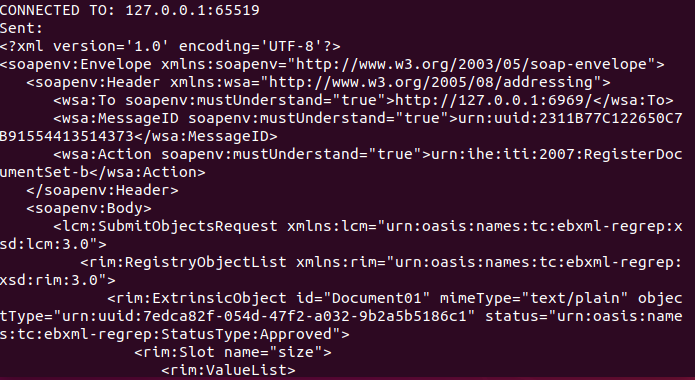 CONNECTED TO: 127.0.0.1:65519
Sent:
<?xml version='1.0' encoding='UTF-8'?>
<soapenv:Envelope xmlns:soapenv="http://www.w3.org/2003/05/soap-envelope">
   <soapenv:Header xmlns:wsa="http://www.w3.org/2005/08/addressing">
      <wsa:To soapenv:mustUnderstand="true">http://127.0.0.1:6969/</wsa:To>
      <wsa:MessageID soapenv:mustUnderstand="true">urn:uuid:2311B77C122650C7
B91554413514373</wsa:MessageID>
      <wsa:Action soapenv:mustUnderstand="true">urn:ihe:iti:2007:RegisterDoc
umentSet-b</wsa:Action>
   </soapenv:Header>
   <soapenv:Body>
      <lcm:SubmitObjectsRequest xmlns:lcm="urn:oasis:names:tc:ebxml-regrep:x
sd:lcm:3.0">
         <rim:RegistryObjectList xmlns:rim="urn:oasis:names:tc:ebxml-regrep:
xsd:rim:3.0">
            <rim:ExtrinsicObject id="Document01" mimeType="text/plain" objec
tType="urn:uuid:7edca82f-054d-47f2-a032-9b2a5b5186c1" status="urn:oasis:name
s:tc:ebxml-regrep:StatusType:Approved">
               <rim:Slot name="size">
                  <rim:ValueList>